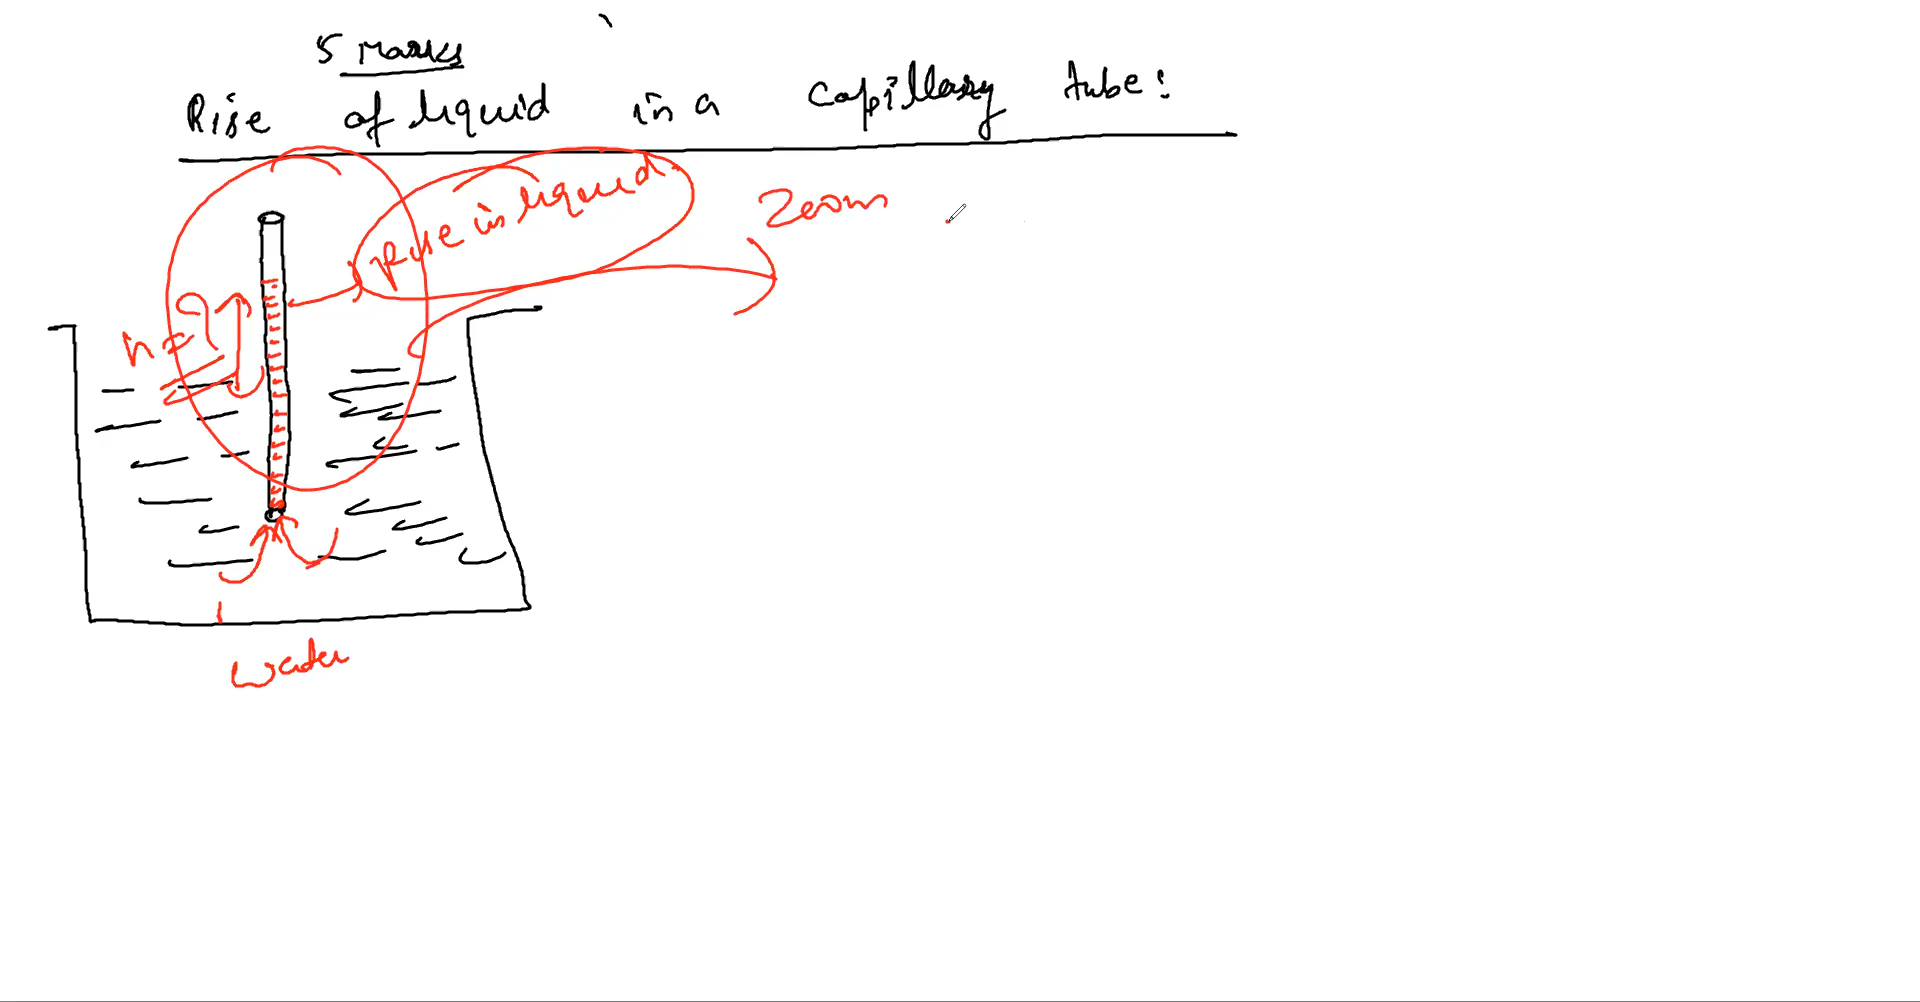 5 Marks
Rise of liquid in a Capillary tube:
Rise in liquid
Zoom
h = ?
Water